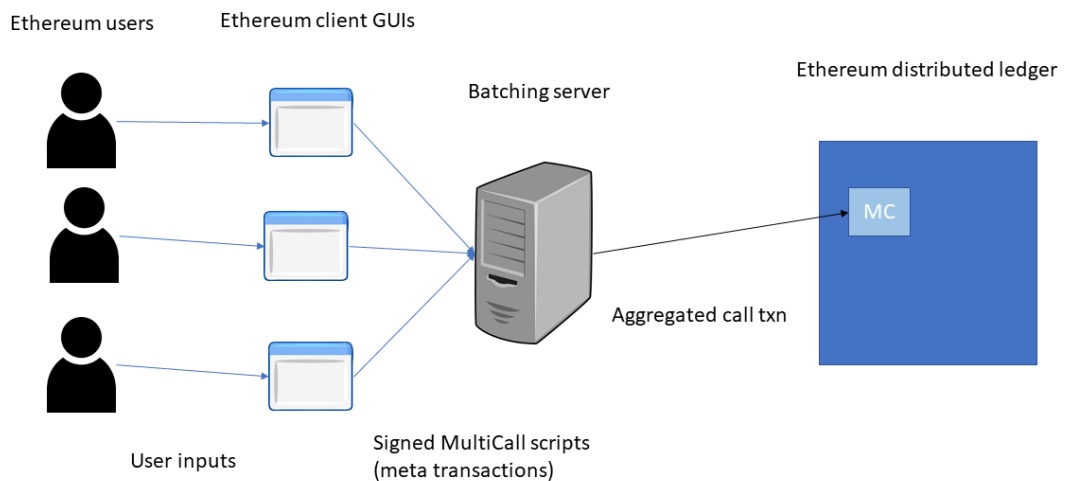 Ethereum users
Ethereum client GUIs
Batching server
Ethereum distributed ledger
MC
Aggregated call txn
User inputs
Signed MultiCall scripts
(meta transactions)